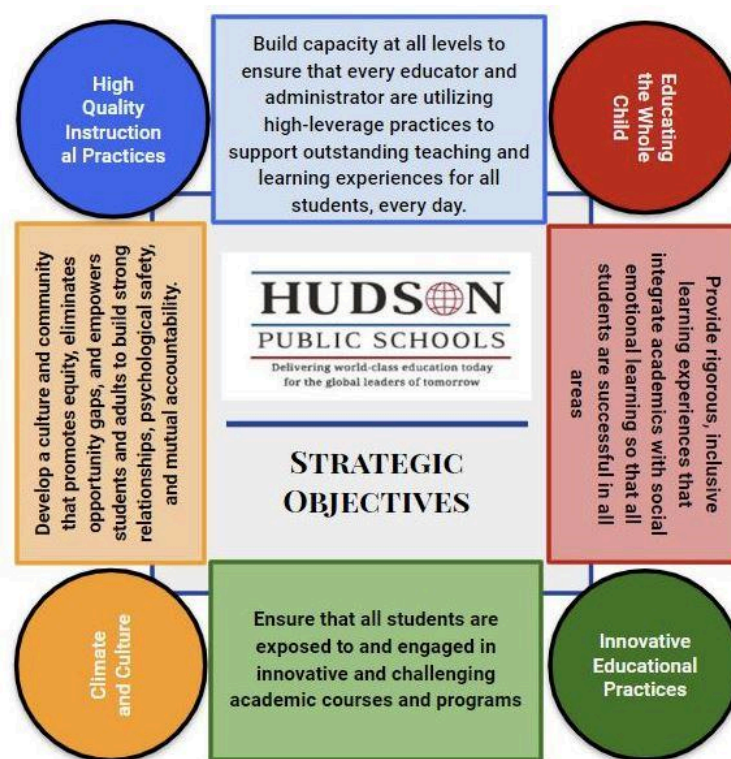 High
Quality
Instruction
al Practices
Build capacity at all levels to
ensure that every educator and
administrator are utilizing
high-leverage practices to
support outstanding teaching and
learning experiences for all
students, every day.
Educating
the Whole
Child
Provide rigorous, inclusive
learning experiences that
integrate academics with social
emotional learning so that all
students are successful in all
areas
Develop a culture and community
that promotes equity, eliminates
opportunity gaps, and empowers
students and adults to build strong
relationships, psychological safety,
and mutual accountability.
HUDSON
PUBLIC SCHOOLS
Delivering world-class education today
for the global leaders of tomorrow
STRATEGIC
OBJECTIVES
Climate
and Culture
Ensure that all students are
exposed to and engaged in
innovative and challenging
academic courses and programs
Innovative
Educational
Practices